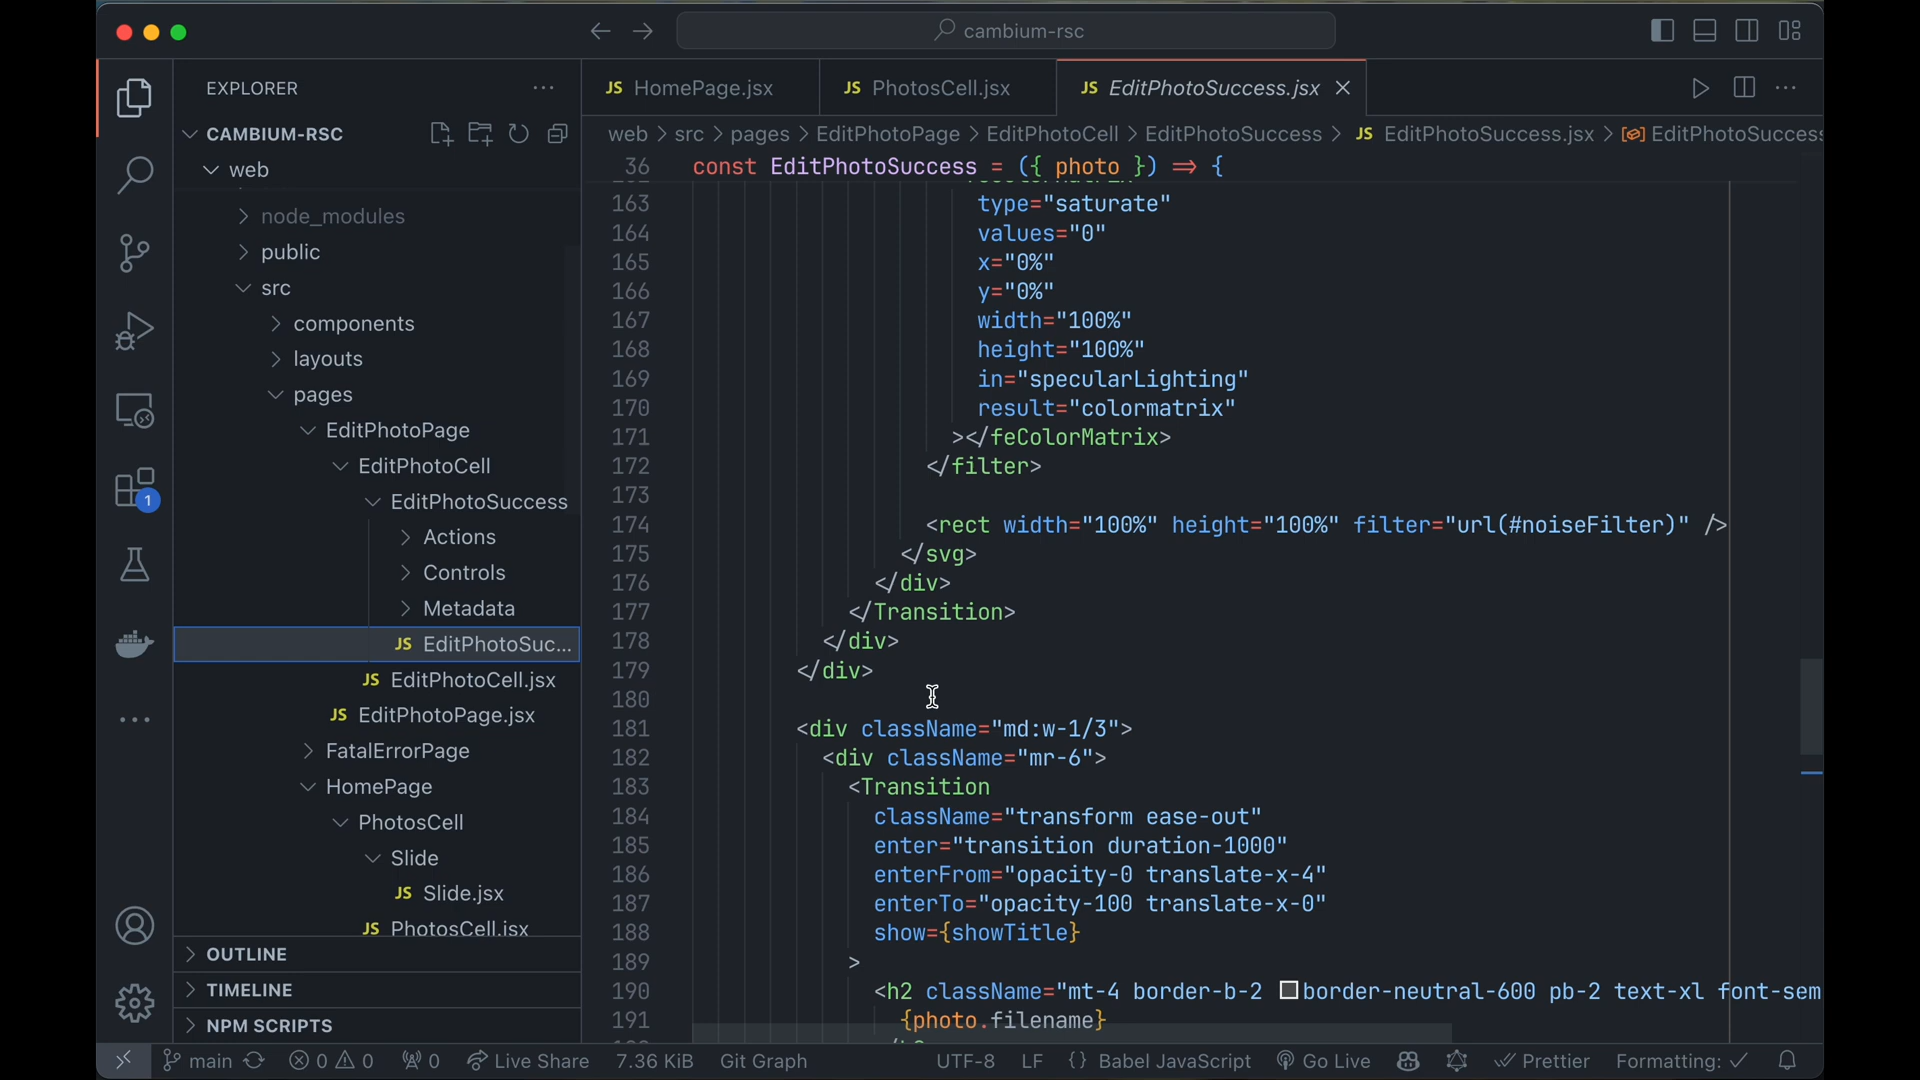 cambium-rsc
EXPLORER
JS HomePage.jsx
JS PhotosCell.jsx
JS EditPhotoSuccess.jsx
CAMBIUM-RSC
web > src > pages > EditPhotoPage > EditPhotoCell > EditPhotoSuccess > JS EditPhotoSuccess.jsx > EditPhotoSuccess
web
node_modules
public
src
components
layouts
pages
EditPhotoPage
EditPhotoCell
EditPhotoSuccess
Actions
Controls
Metadata
JS EditPhotoSuc...
JS EditPhotoCell.jsx
JS EditPhotoPage.jsx
FatalErrorPage
HomePage
PhotosCell
Slide
JS Slide.jsx
JS PhotosCell.jsx
OUTLINE
TIMELINE
NPM SCRIPTS
1
36 const EditPhotoSuccess = ({ photo }) => {
163 type="saturate"
164 values="0"
165 x="0%"
166 y="0%"
167 width="100%"
168 height="100%"
169 in="specularLighting"
170 result="colormatrix"
171 ></feColorMatrix>
172 </filter>
173
174 <rect width="100%" height="100%" filter="url(#noiseFilter)" />
175 </svg>
176 </div>
177 </Transition>
178 </div>
179 </div>
180
181 <div className="md:w-1/3">
182 <div className="mr-6">
183 <Transition
184 className="transform ease-out"
185 enter="transition duration-1000"
186 enterFrom="opacity-0 translate-x-4"
187 enterTo="opacity-100 translate-x-0"
188 show={showTitle}
189 >
190 <h2 className="mt-4 border-b-2 border-neutral-600 pb-2 text-xl font-sem
191 {photo.filename}
main 0 0 0 Live Share 7.36 KiB Git Graph UTF-8 LF {} Babel JavaScript Go Live Prettier Formatting: ✓